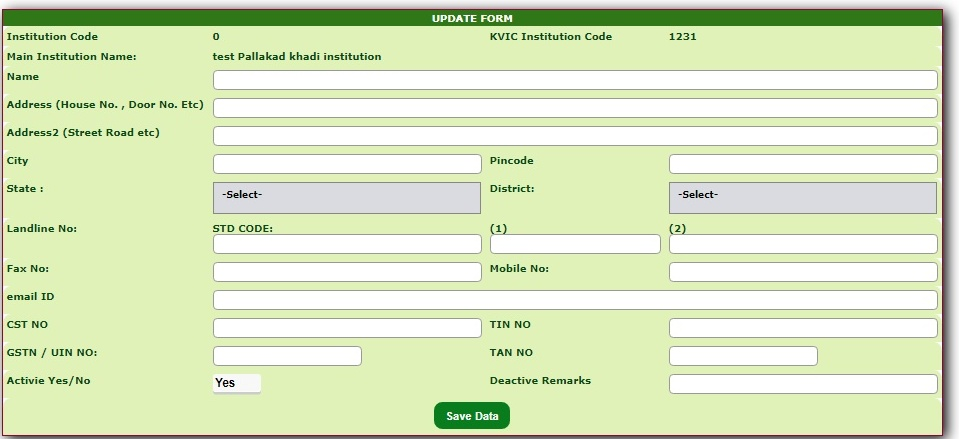 UPDATE FORM
Institution Code 0 KVIC Institution Code 1231
Main Institution Name: test Pallakad khadi institution
Name
Address (House No. , Door No. Etc)
Address2 (Street Road etc)
City Pincode
State : -Select- District: -Select-
Landline No: STD CODE: (1) (2)
Fax No: Mobile No:
email ID
CST NO TIN NO
GSTN / UIN NO: TAN NO
Activie Yes/No Yes Deactive Remarks
Save Data